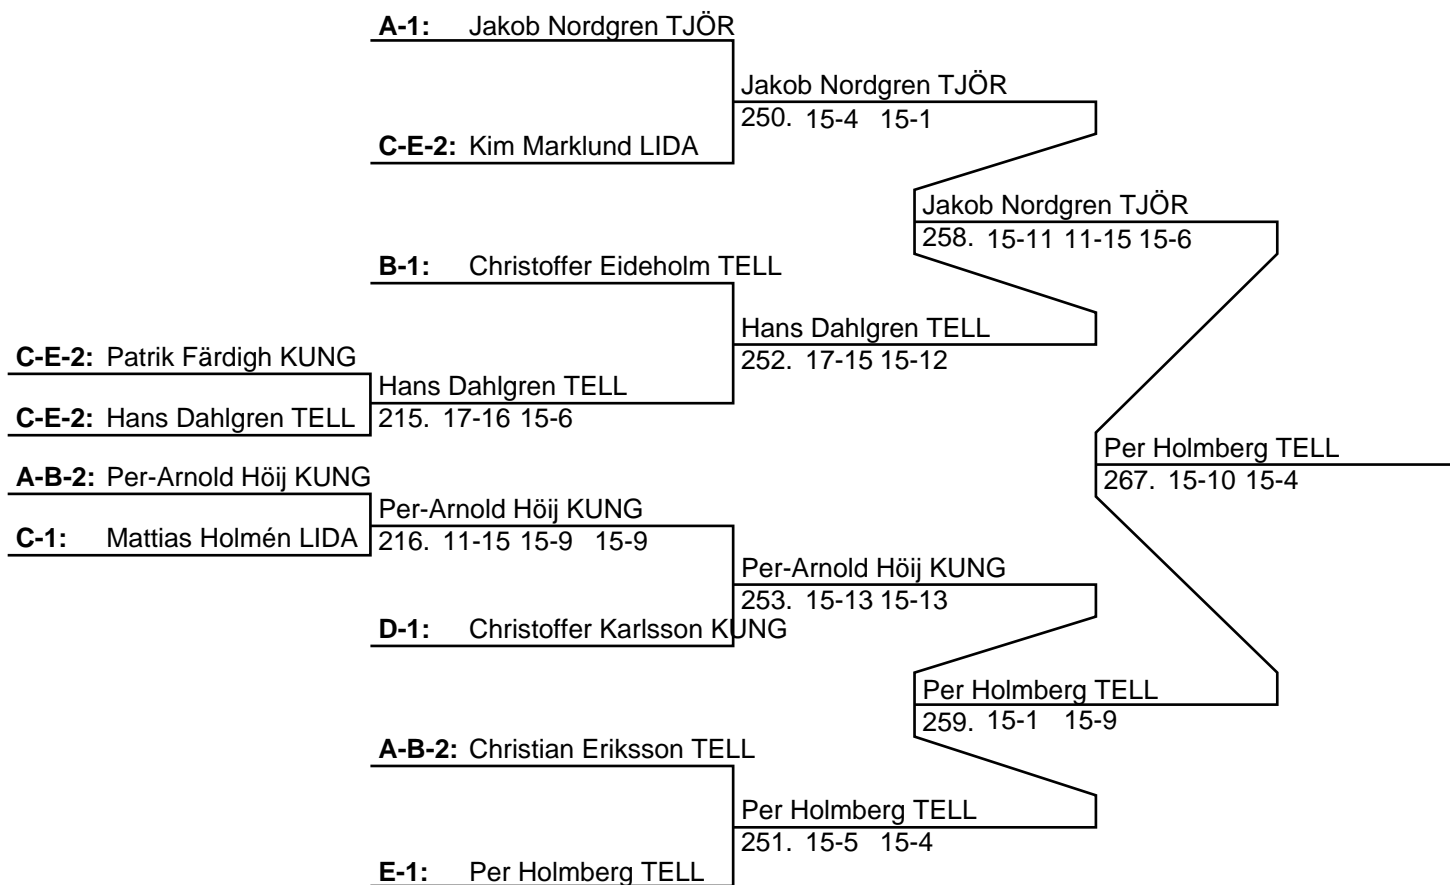 A-1: Jakob Nordgren TJÖR
Jakob Nordgren TJÖR
250. 15-4 15-1
C-E-2: Kim Marklund LIDA
Jakob Nordgren TJÖR
258. 15-11 11-15 15-6
B-1: Christoffer Eideholm TELL
Hans Dahlgren TELL
252. 17-15 15-12
C-E-2: Patrik Färdigh KUNG
Hans Dahlgren TELL
215. 17-16 15-6
C-E-2: Hans Dahlgren TELL
Per Holmberg TELL
267. 15-10 15-4
A-B-2: Per-Arnold Höij KUNG
Per-Arnold Höij KUNG
216. 11-15 15-9 15-9
C-1: Mattias Holmén LIDA
Per-Arnold Höij KUNG
253. 15-13 15-13
D-1: Christoffer Karlsson KUNG
Per Holmberg TELL
259. 15-1 15-9
A-B-2: Christian Eriksson TELL
Per Holmberg TELL
251. 15-5 15-4
E-1: Per Holmberg TELL